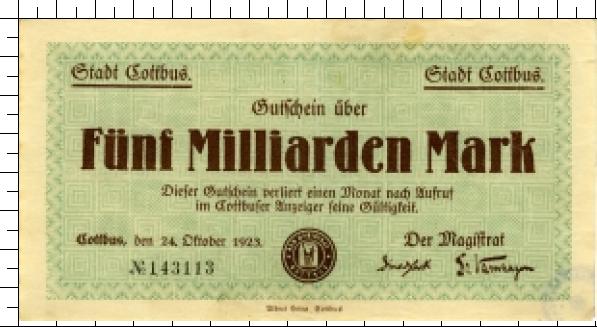 Stadt Cottbus.
Stadt Cottbus.
Gutschein über
Fünf Milliarden Mark
Dieser Gutschein verliert einen Monat nach Aufruf
im Cottbuser Anzeiger seine Gültigkeit.
Cottbus, den 24. Oktober 1923.
Der Magistrat
№ 143113